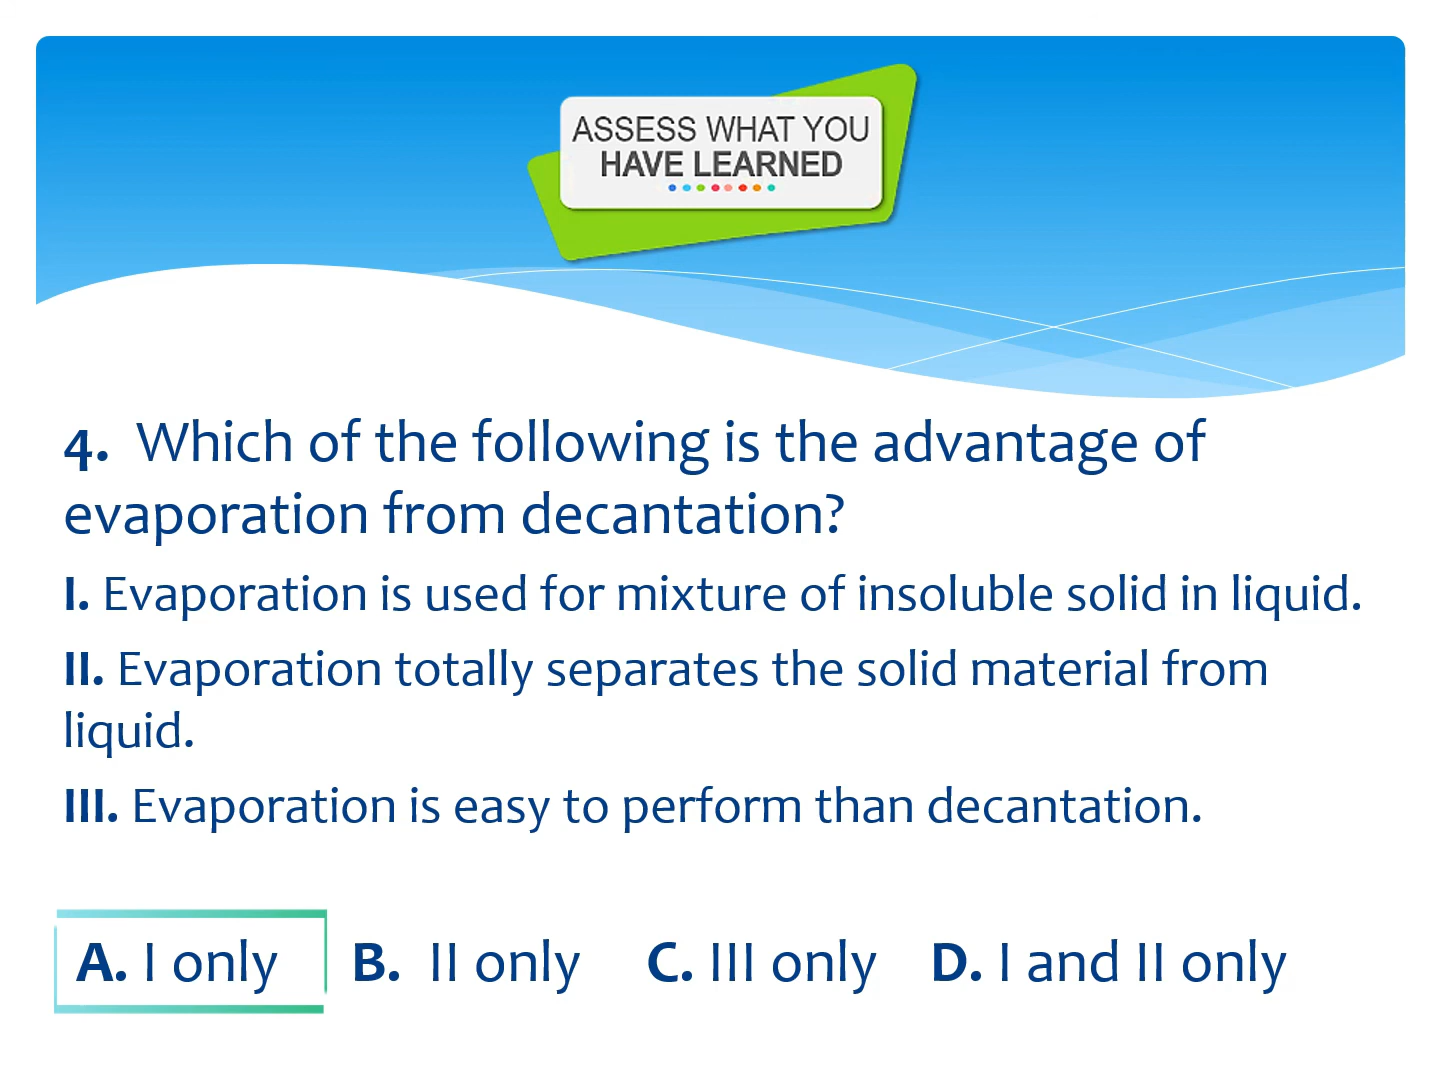 ASSESS WHAT YOU
HAVE LEARNED
4. Which of the following is the advantage of
evaporation from decantation?
I. Evaporation is used for mixture of insoluble solid in liquid.
II. Evaporation totally separates the solid material from
liquid.
III. Evaporation is easy to perform than decantation.
A. I only B. II only C. III only D. I and II only